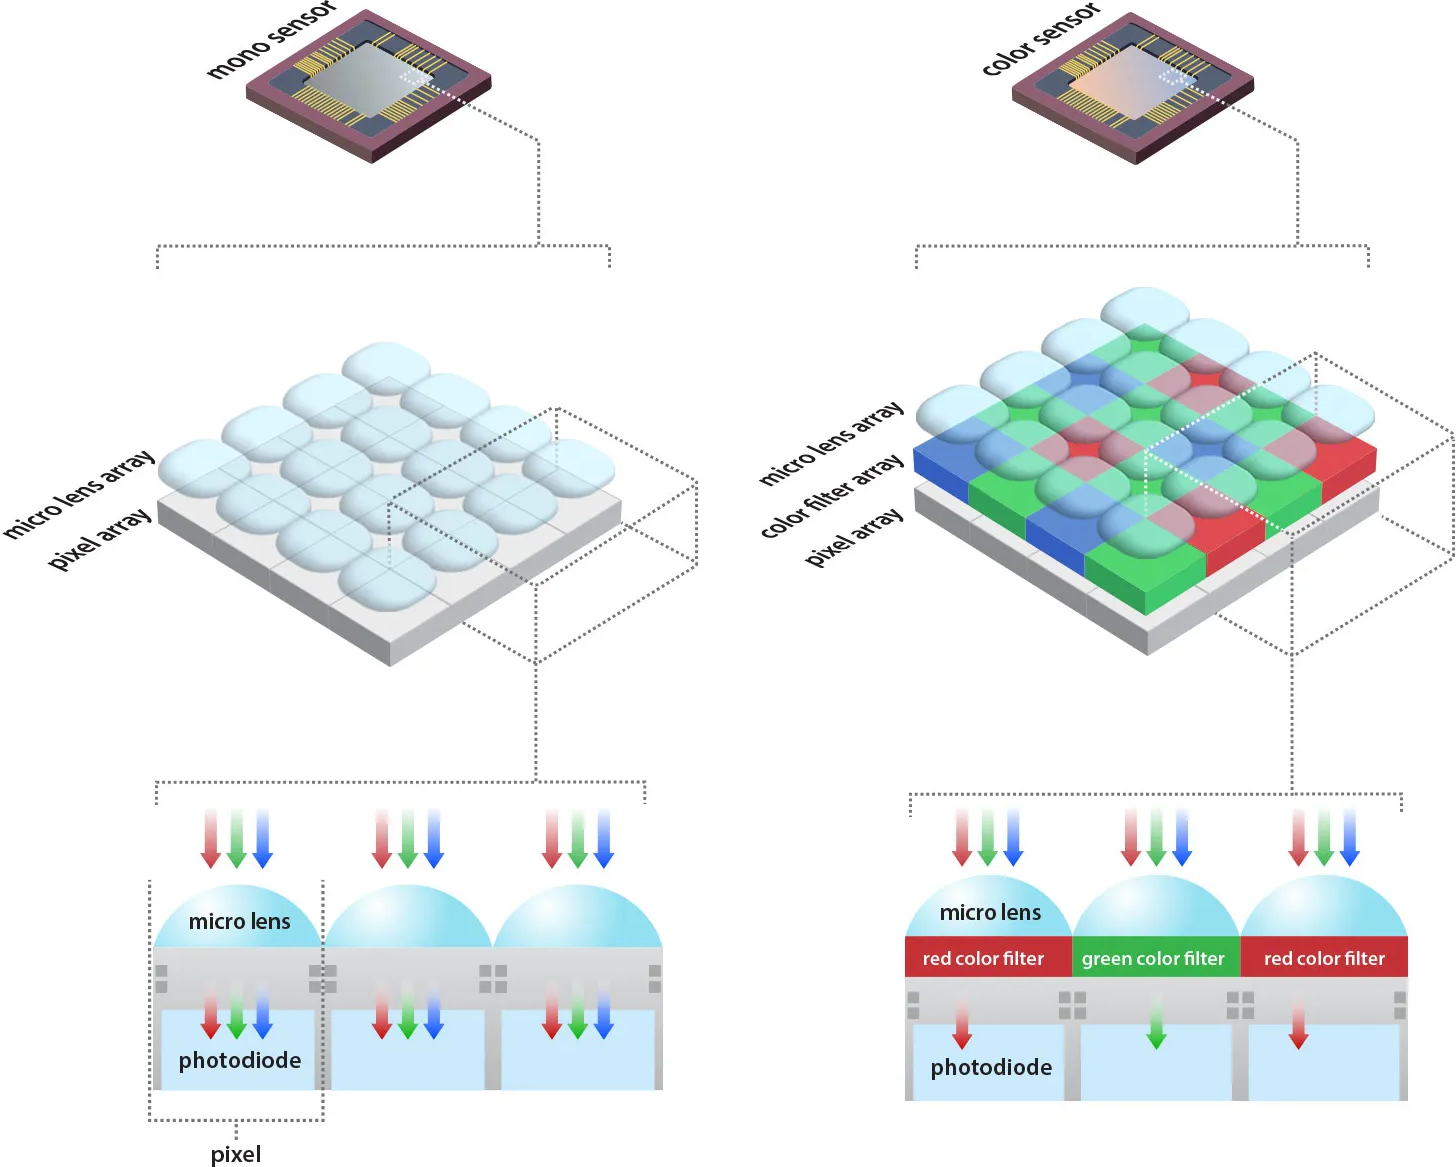 mono sensor
color sensor
micro lens array
pixel array
micro lens array
color filter array
pixel array
micro lens
photodiode
pixel
micro lens
red color filter
green color filter
red color filter
photodiode